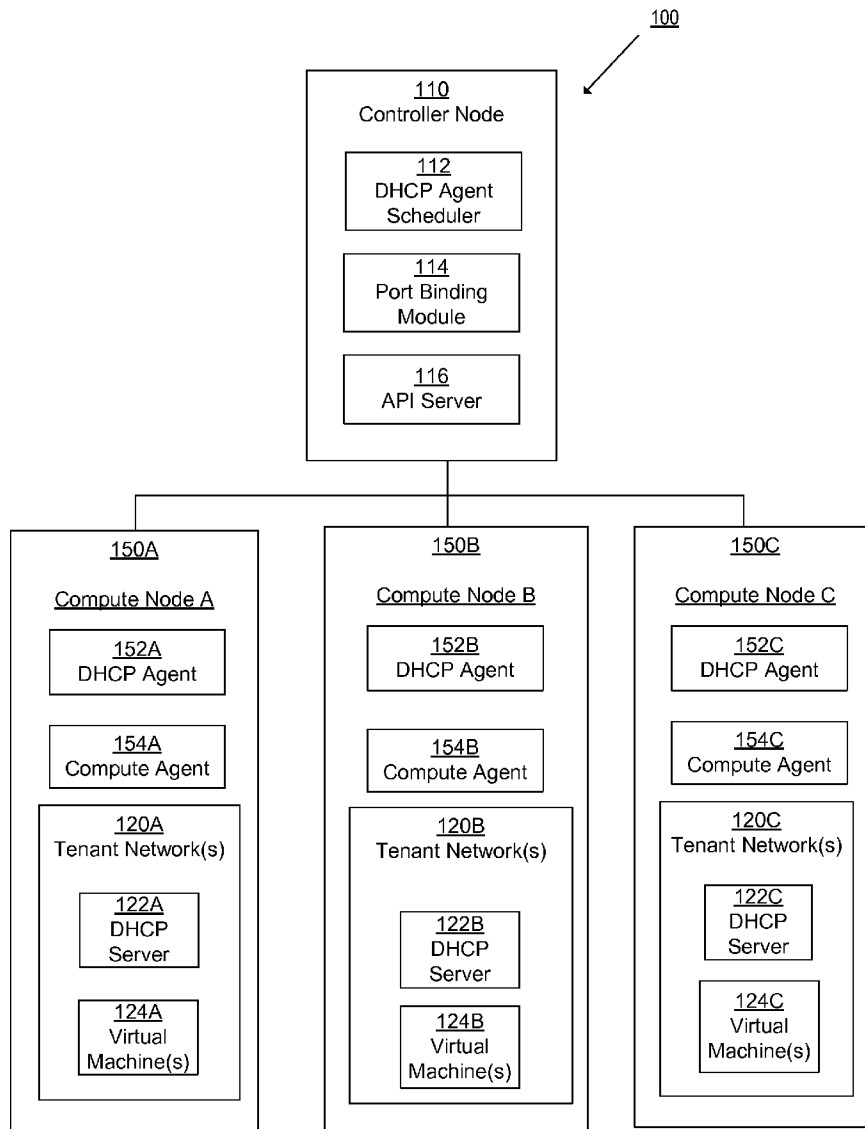 100
110
Controller Node
112
DHCP Agent
Scheduler
114
Port Binding
Module
116
API Server
150A
Compute Node A
152A
DHCP Agent
154A
Compute Agent
120A
Tenant Network(s)
122A
DHCP
Server
124A
Virtual
Machine(s)
150B
Compute Node B
152B
DHCP Agent
154B
Compute Agent
120B
Tenant Network(s)
122B
DHCP
Server
124B
Virtual
Machine(s)
150C
Compute Node C
152C
DHCP Agent
154C
Compute Agent
120C
Tenant Network(s)
122C
DHCP
Server
124C
Virtual
Machine(s)